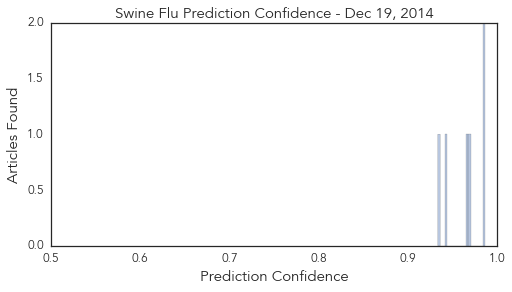 Swine Flu Prediction Confidence - Dec 19, 2014
2.0
1.5
1.0
0.5
0.0
Articles Found
0.5 0.6 0.7 0.8 0.9 1.0
Prediction Confidence